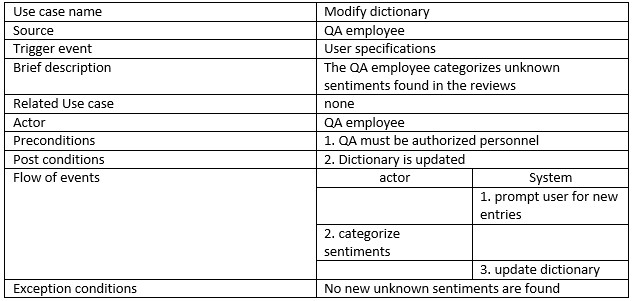 Use case name Modify dictionary
Source QA employee
Trigger event User specifications
Brief description The QA employee categorizes unknown
sentiments found in the reviews
Related Use case none
Actor QA employee
Preconditions 1. QA must be authorized personnel
Post conditions 2. Dictionary is updated
Flow of events actor System
1. prompt user for new
entries
2. categorize
sentiments
3. update dictionary
Exception conditions No new unknown sentiments are found